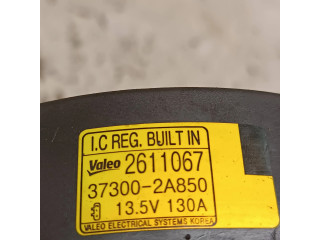 I.C REG. BUILT IN
Valeo 2611067
37300-2A850
13.5V 130A
VALEO ELECTRICAL SYSTEMS KOREA